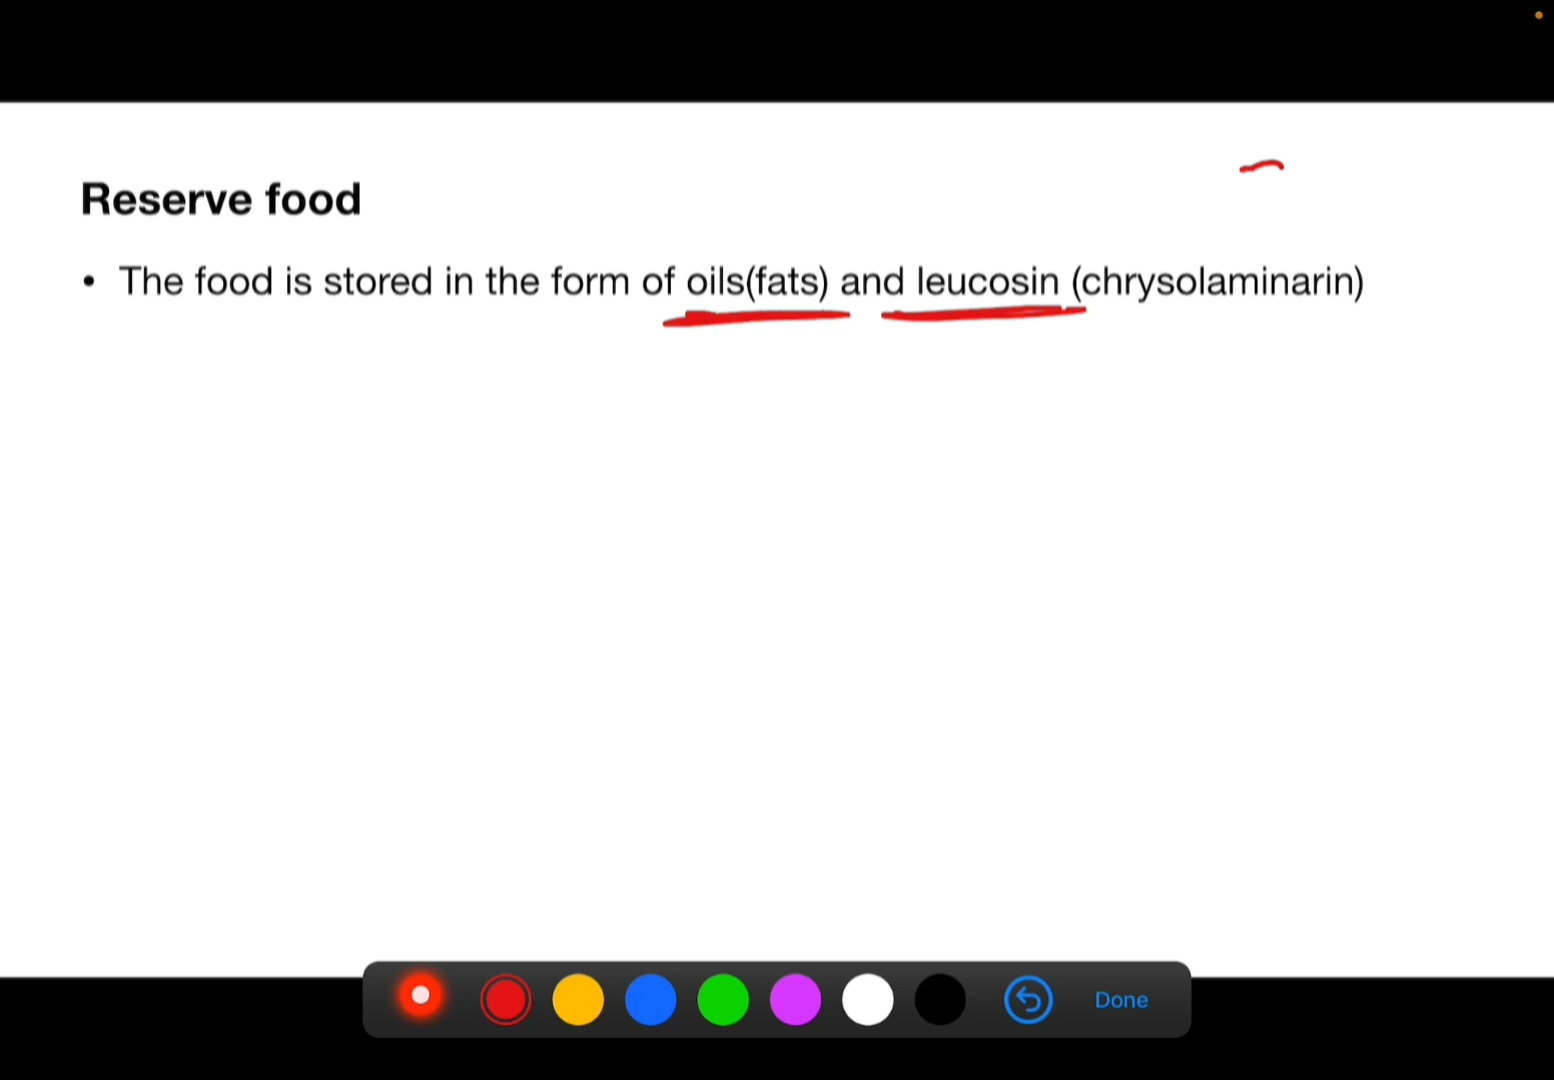 Reserve food
• The food is stored in the form of oils(fats) and leucosin (chrysolaminarin)
Done